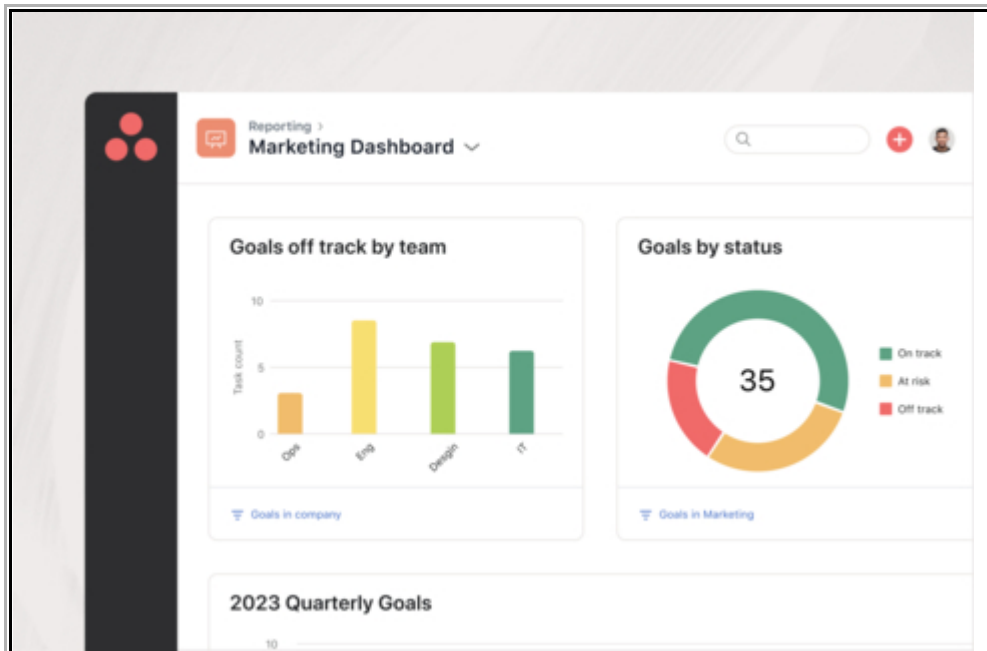 Reporting >
Marketing Dashboard
Goals off track by team
10
Task count
5
0
Ops
Eng
Desgin
IT
Goals in company
Goals by status
35
On track
At risk
Off track
Goals in Marketing
2023 Quarterly Goals
10